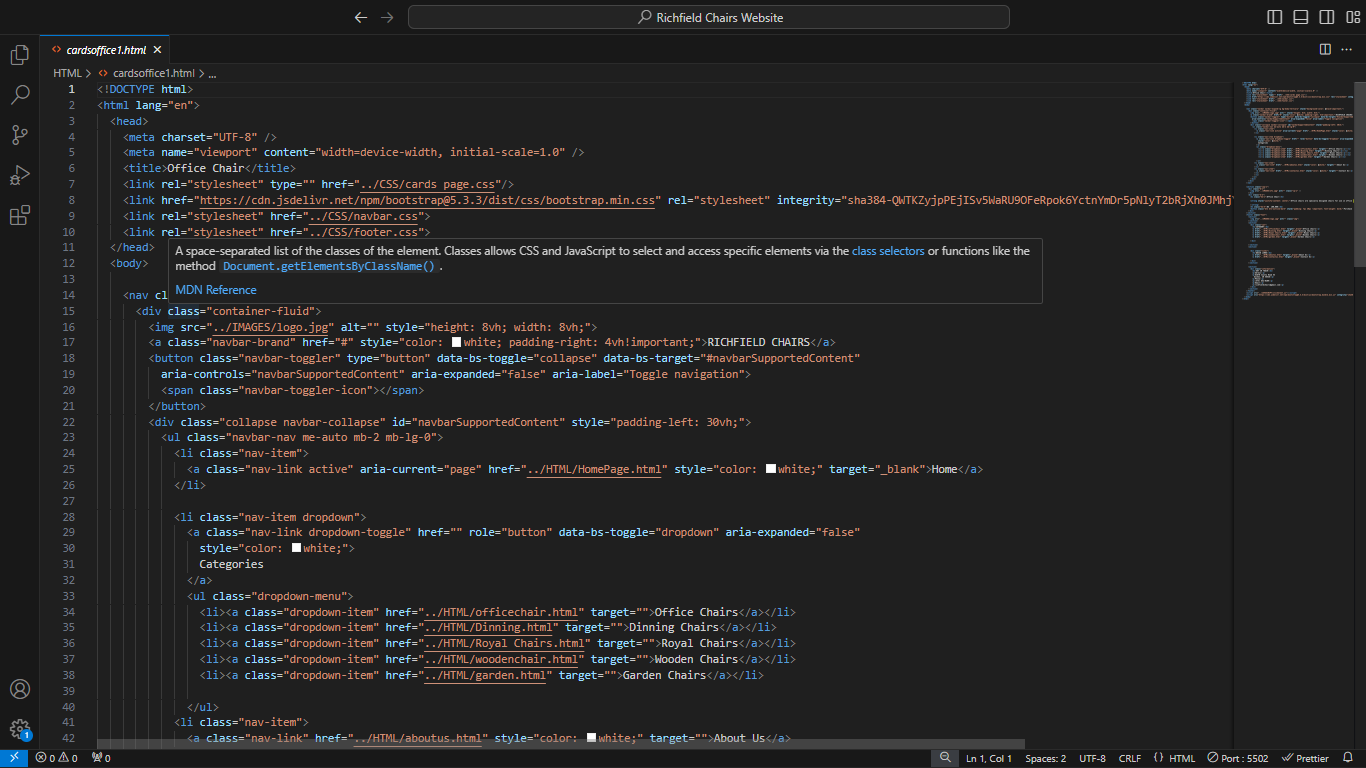 Richfield Chairs Website
cardsoffice1.html
HTML > cardsoffice1.html > ...
1 <!DOCTYPE html>
2 <html lang="en">
3 <head>
4 <meta charset="UTF-8" />
5 <meta name="viewport" content="width=device-width, initial-scale=1.0" />
6 <title>Office Chair</title>
7 <link rel="stylesheet" type="" href="../CSS/cards page.css"/>
8 <link href="https://cdn.jsdelivr.net/npm/bootstrap@5.3.3/dist/css/bootstrap.min.css" rel="stylesheet" integrity="sha384-QWTKZyjpPEjISv5WaRU9OFeRpok6YctnYmDr5pNlyT2bRjXh0JMhj
9 <link rel="stylesheet" href="../CSS/navbar.css">
10 <link rel="stylesheet" href="../CSS/footer.css">
11 </head>
A space-separated list of the classes of the element. Classes allows CSS and JavaScript to select and access specific elements via the class selectors or functions like the
12 <body>
method Document.getElementsByClassName().
13
MDN Reference
14 <nav cl
15 <div class="container-fluid">
16 <img src="../IMAGES/logo.jpg" alt="" style="height: 8vh; width: 8vh;">
17 <a class="navbar-brand" href="#" style="color: white; padding-right: 4vh!important;">RICHFIELD CHAIRS</a>
18 <button class="navbar-toggler" type="button" data-bs-toggle="collapse" data-bs-target="#navbarSupportedContent"
19 aria-controls="navbarSupportedContent" aria-expanded="false" aria-label="Toggle navigation">
20 <span class="navbar-toggler-icon"></span>
21 </button>
22 <div class="collapse navbar-collapse" id="navbarSupportedContent" style="padding-left: 30vh;">
23 <ul class="navbar-nav me-auto mb-2 mb-lg-0">
24 <li class="nav-item">
25 <a class="nav-link active" aria-current="page" href="../HTML/HomePage.html" style="color: white;" target="_blank">Home</a>
26 </li>
27
28 <li class="nav-item dropdown">
29 <a class="nav-link dropdown-toggle" href="" role="button" data-bs-toggle="dropdown" aria-expanded="false"
30 style="color: white;">
31 Categories
32 </a>
33 <ul class="dropdown-menu">
34 <li><a class="dropdown-item" href="../HTML/officechair.html" target="">Office Chairs</a></li>
35 <li><a class="dropdown-item" href="../HTML/Dinning.html" target="">Dinning Chairs</a></li>
36 <li><a class="dropdown-item" href="../HTML/Royal Chairs.html" target="">Royal Chairs</a></li>
37 <li><a class="dropdown-item" href="../HTML/woodenchair.html" target="">Wooden Chairs</a></li>
38 <li><a class="dropdown-item" href="../HTML/garden.html" target="">Garden Chairs</a></li>
39
40 </ul>
41 <li class="nav-item">
42 <a class="nav-link" href="../HTML/aboutus.html" style="color: white;" target="">About Us</a>
1
0 0 0 Ln 1, Col 1 Spaces: 2 UTF-8 CRLF {} HTML Port : 5502 Prettier